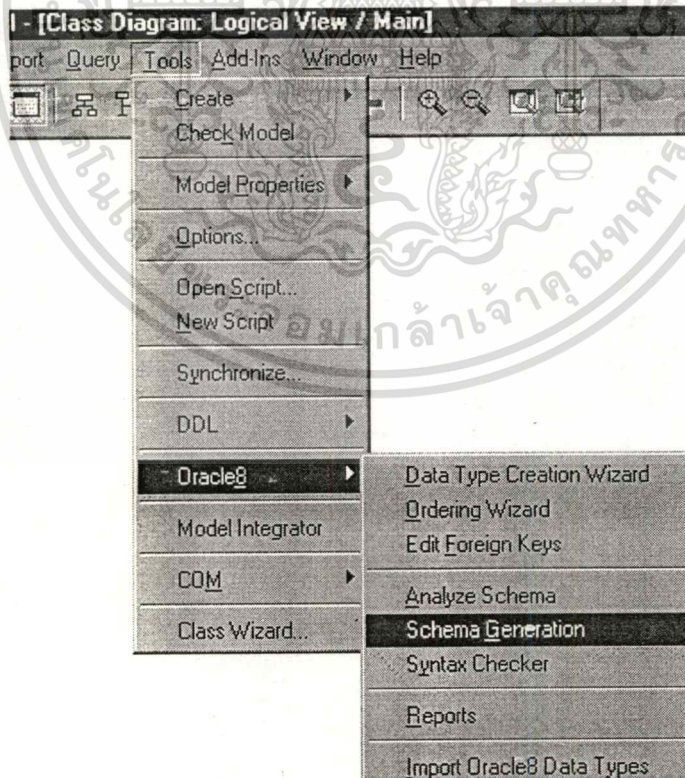 l - [Class Diagram: Logical View / Main]
port Query Tools Add-Ins Window Help
Create
Check Model
Model Properties
Options...
Open Script...
New Script
Synchronize...
DDL
Oracle8
Model Integrator
COM
Class Wizard...
Data Type Creation Wizard
Ordering Wizard
Edit Foreign Keys
Analyze Schema
Schema Generation
Syntax Checker
Reports
Import Oracle8 Data Types